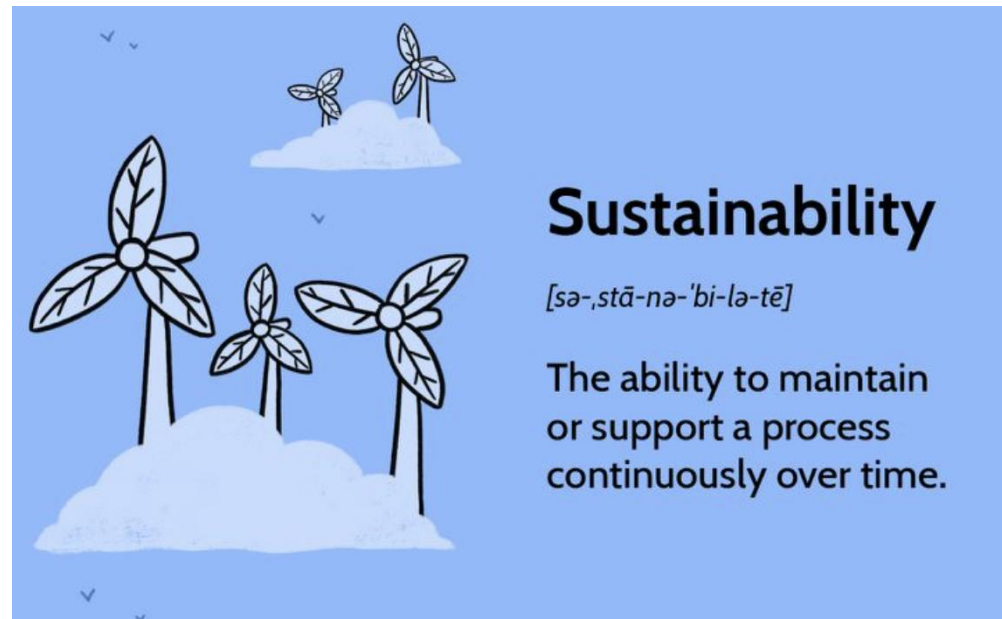 Sustainability
[sə-ˌstā-nə-ˈbi-lə-tē]
The ability to maintain
or support a process
continuously over time.